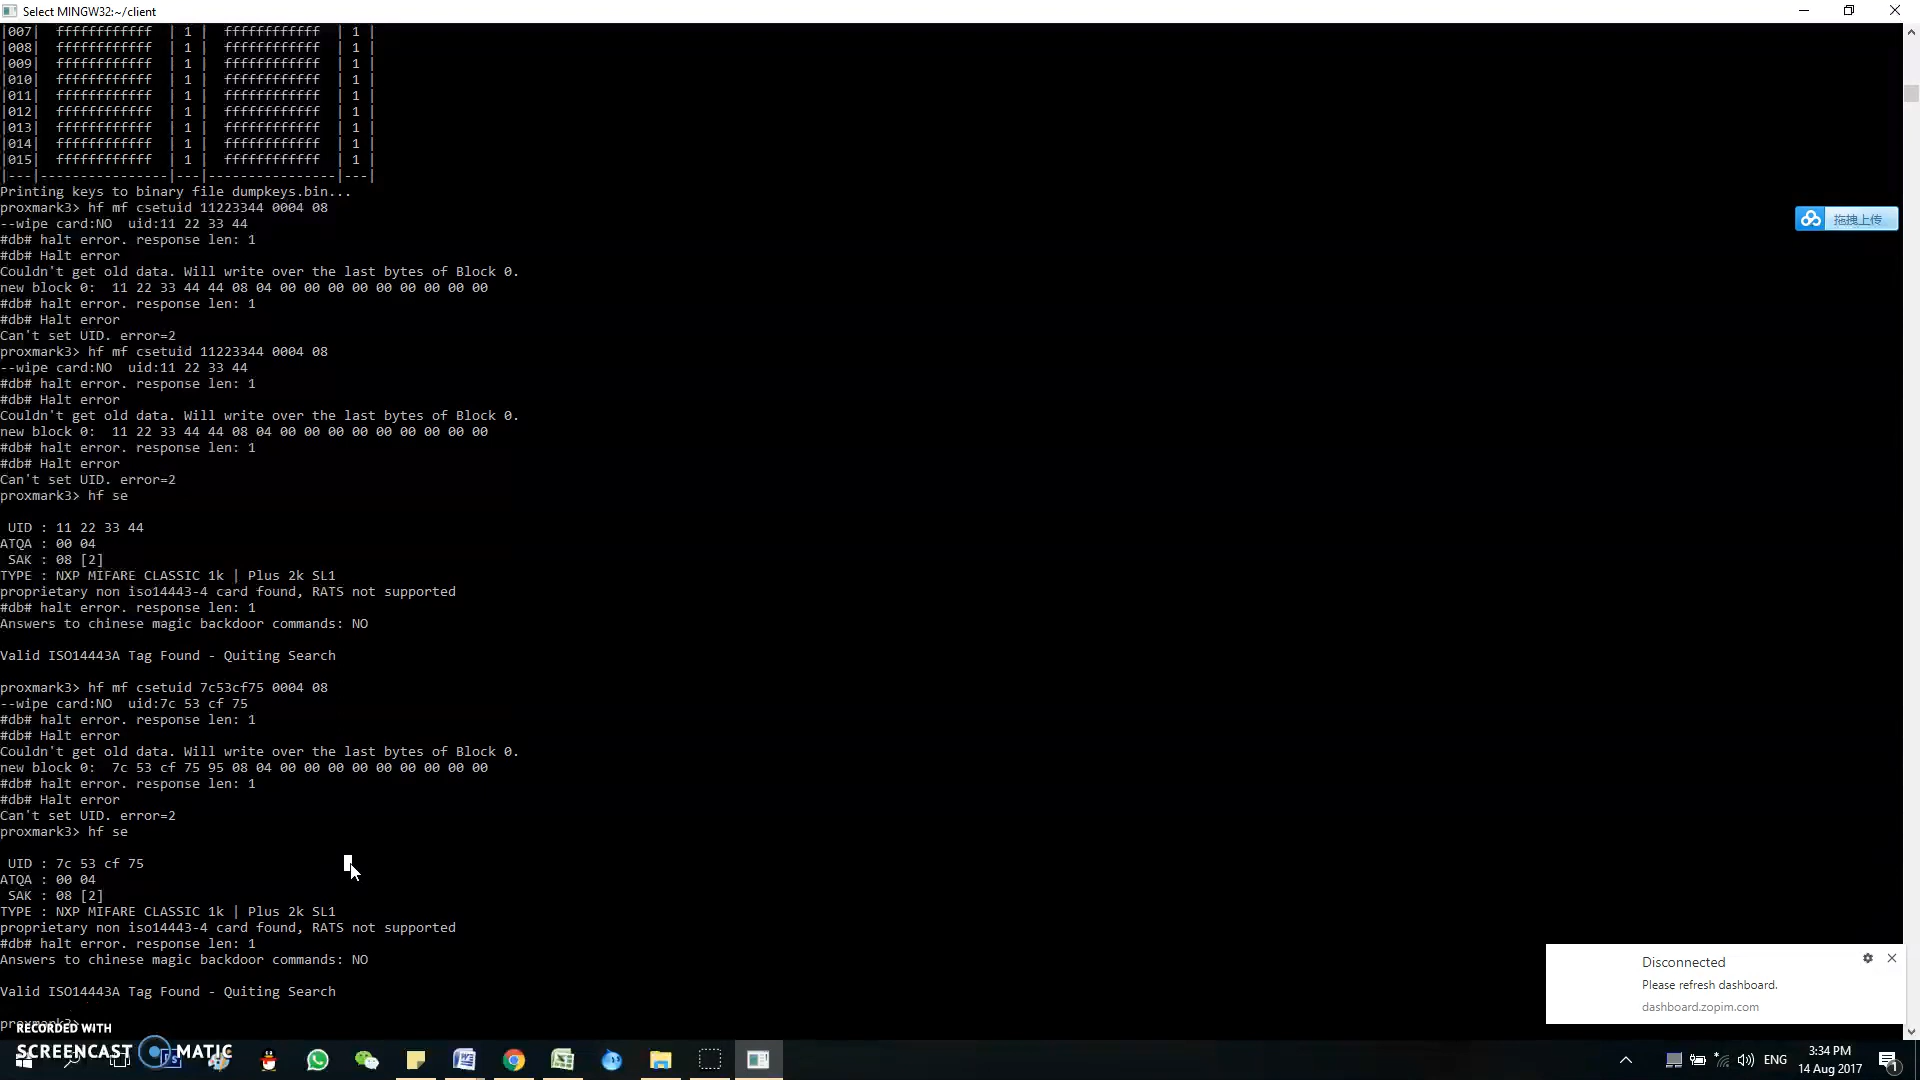 Select MINGW32:~/client
|007|  ffffffffffff  | 1 |  ffffffffffff  | 1 |
|008|  ffffffffffff  | 1 |  ffffffffffff  | 1 |
|009|  ffffffffffff  | 1 |  ffffffffffff  | 1 |
|010|  ffffffffffff  | 1 |  ffffffffffff  | 1 |
|011|  ffffffffffff  | 1 |  ffffffffffff  | 1 |
|012|  ffffffffffff  | 1 |  ffffffffffff  | 1 |
|013|  ffffffffffff  | 1 |  ffffffffffff  | 1 |
|014|  ffffffffffff  | 1 |  ffffffffffff  | 1 |
|015|  ffffffffffff  | 1 |  ffffffffffff  | 1 |
|---|----------------|---|----------------|---|
Printing keys to binary file dumpkeys.bin...
proxmark3> hf mf csetuid 11223344 0004 08
--wipe card:NO  uid:11 22 33 44
#db# halt error. response len: 1
#db# Halt error
Couldn't get old data. Will write over the last bytes of Block 0.
new block 0:  11 22 33 44 44 08 04 00 00 00 00 00 00 00 00 00
#db# halt error. response len: 1
#db# Halt error
Can't set UID. error=2
proxmark3> hf mf csetuid 11223344 0004 08
--wipe card:NO  uid:11 22 33 44
#db# halt error. response len: 1
#db# Halt error
Couldn't get old data. Will write over the last bytes of Block 0.
new block 0:  11 22 33 44 44 08 04 00 00 00 00 00 00 00 00 00
#db# halt error. response len: 1
#db# Halt error
Can't set UID. error=2
proxmark3> hf se
UID : 11 22 33 44
ATQA : 00 04
SAK : 08 [2]
TYPE : NXP MIFARE CLASSIC 1k | Plus 2k SL1
proprietary non iso14443-4 card found, RATS not supported
#db# halt error. response len: 1
Answers to chinese magic backdoor commands: NO
Valid ISO14443A Tag Found - Quiting Search
proxmark3> hf mf csetuid 7c53cf75 0004 08
--wipe card:NO  uid:7c 53 cf 75
#db# halt error. response len: 1
#db# Halt error
Couldn't get old data. Will write over the last bytes of Block 0.
new block 0:  7c 53 cf 75 95 08 04 00 00 00 00 00 00 00 00 00
#db# halt error. response len: 1
#db# Halt error
Can't set UID. error=2
proxmark3> hf se
UID : 7c 53 cf 75
ATQA : 00 04
SAK : 08 [2]
TYPE : NXP MIFARE CLASSIC 1k | Plus 2k SL1
proprietary non iso14443-4 card found, RATS not supported
#db# halt error. response len: 1
Answers to chinese magic backdoor commands: NO
Valid ISO14443A Tag Found - Quiting Search
proxmark3>
拖拽上传
Disconnected
Please refresh dashboard.
dashboard.zopim.com
RECORDED WITH
SCREENCAST MATIC
ENG
3:34 PM
14 Aug 2017
1